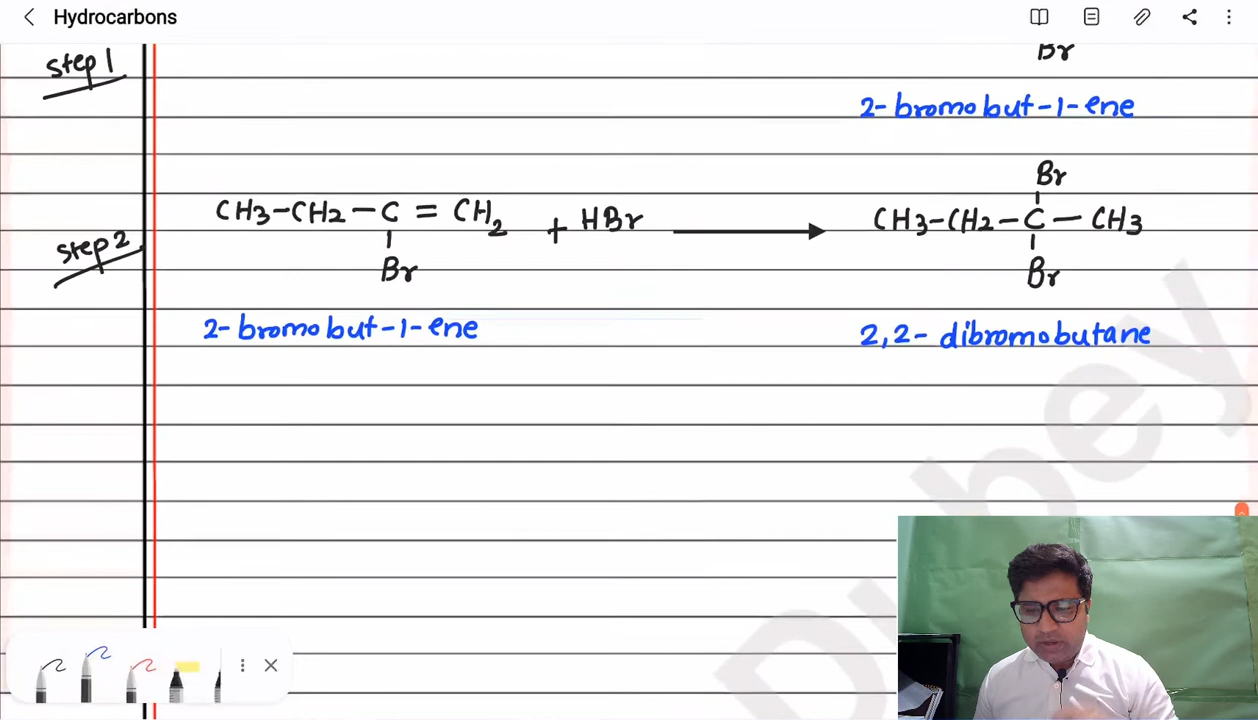 Hydrocarbons
step 1
Br
2-bromobut-1-ene
Br
CH3-CH2-C=CH2 + HBr → CH3-CH2-C-CH3
step 2
Br Br
2-bromobut-1-ene 2,2-dibromobutane